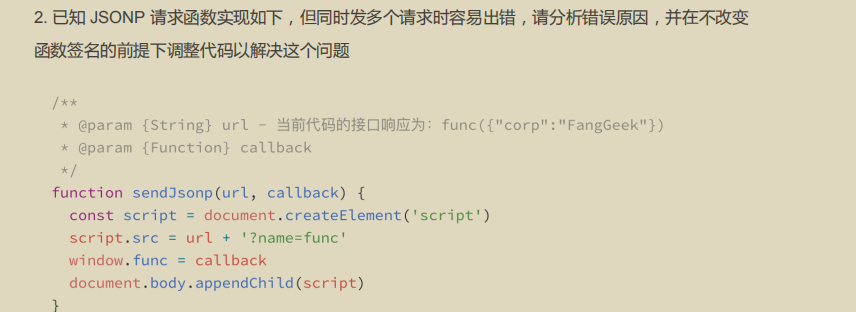 2. 已知 JSONP 请求函数实现如下，但同时发多个请求时容易出错，请分析错误原因，并在不改变
函数签名的前提下调整代码以解决这个问题
/**
 * @param {String} url - 当前代码的接口响应为：func({"corp":"FangGeek"})
 * @param {Function} callback
 */
function sendJsonp(url, callback) {
  const script = document.createElement('script')
  script.src = url + '?name=func'
  window.func = callback
  document.body.appendChild(script)
}